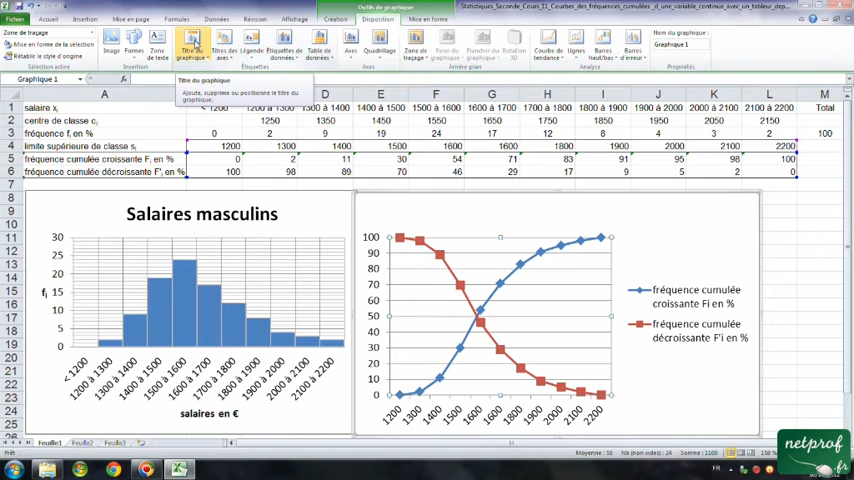 Outils de graphique
Statistiques_Seconde_Cours_11_Courbes_des_fréquences_cumulées_d_une_variable_continue_avec_un_tableur_dep...
Fichier Accueil Insertion Mise en page Formules Données Révision Affichage Création Disposition Mise en forme
Zone de traçage
Mise en forme de la sélection
Rétablir le style d'origine
Sélection active
Image Formes Zone de texte
Insertion
Titre du graphique Titres des axes Légende Étiquettes de données Table de données
Étiquettes
Axes Quadrillage
Axes
Zone de traçage Paroi du graphique Plancher du graphique Rotation 3D
Arrière-plan
Courbe de tendance Lignes Barres haut/bas Barres d'erreur
Analyse
Nom du graphique :
Graphique 1
Propriétés
Graphique 1 fx
Titre du graphique
Ajoute, supprime ou positionne le titre du
graphique.
A D E F G H I J K L M
1 salaire xi < 1200 1200 à 1300 1300 à 1400 1400 à 1500 1500 à 1600 1600 à 1700 1700 à 1800 1800 à 1900 1900 à 2000 2000 à 2100 2100 à 2200 Total
2 centre de classe ci 1250 1350 1450 1550 1650 1750 1850 1950 2050 2150
3 fréquence fi en % 0 2 9 19 24 17 12 8 4 3 2 100
4 limite supérieure de classe si 1200 1300 1400 1500 1600 1600 1800 1900 2000 2100 2200
5 fréquence cumulée croissante Fi en % 0 2 11 30 54 71 83 91 95 98 100
6 fréquence cumulée décroissante F'i en % 100 98 89 70 46 29 17 9 5 2 0
7
8
9
10
11
12
13
14
15
16
17
18
19
20
21
22
23
24
25
26
Salaires masculins
30
25
20
15
10
5
0
fi
< 1200 1200 à 1300 1300 à 1400 1400 à 1500 1500 à 1600 1600 à 1700 1700 à 1800 1800 à 1900 1900 à 2000 2000 à 2100 2100 à 2200
salaires en €
100
90
80
70
60
50
40
30
20
10
0
1200 1300 1400 1500 1600 1600 1800 1900 2000 2100 2200
fréquence cumulée
croissante Fi en %
fréquence cumulée
décroissante F'i en %
Feuille1 Feuille2 Feuille3
Prêt Moyenne : 50 Nb (non vides) : 24 Somme : 1100 150 %
FR
netprof
.fr